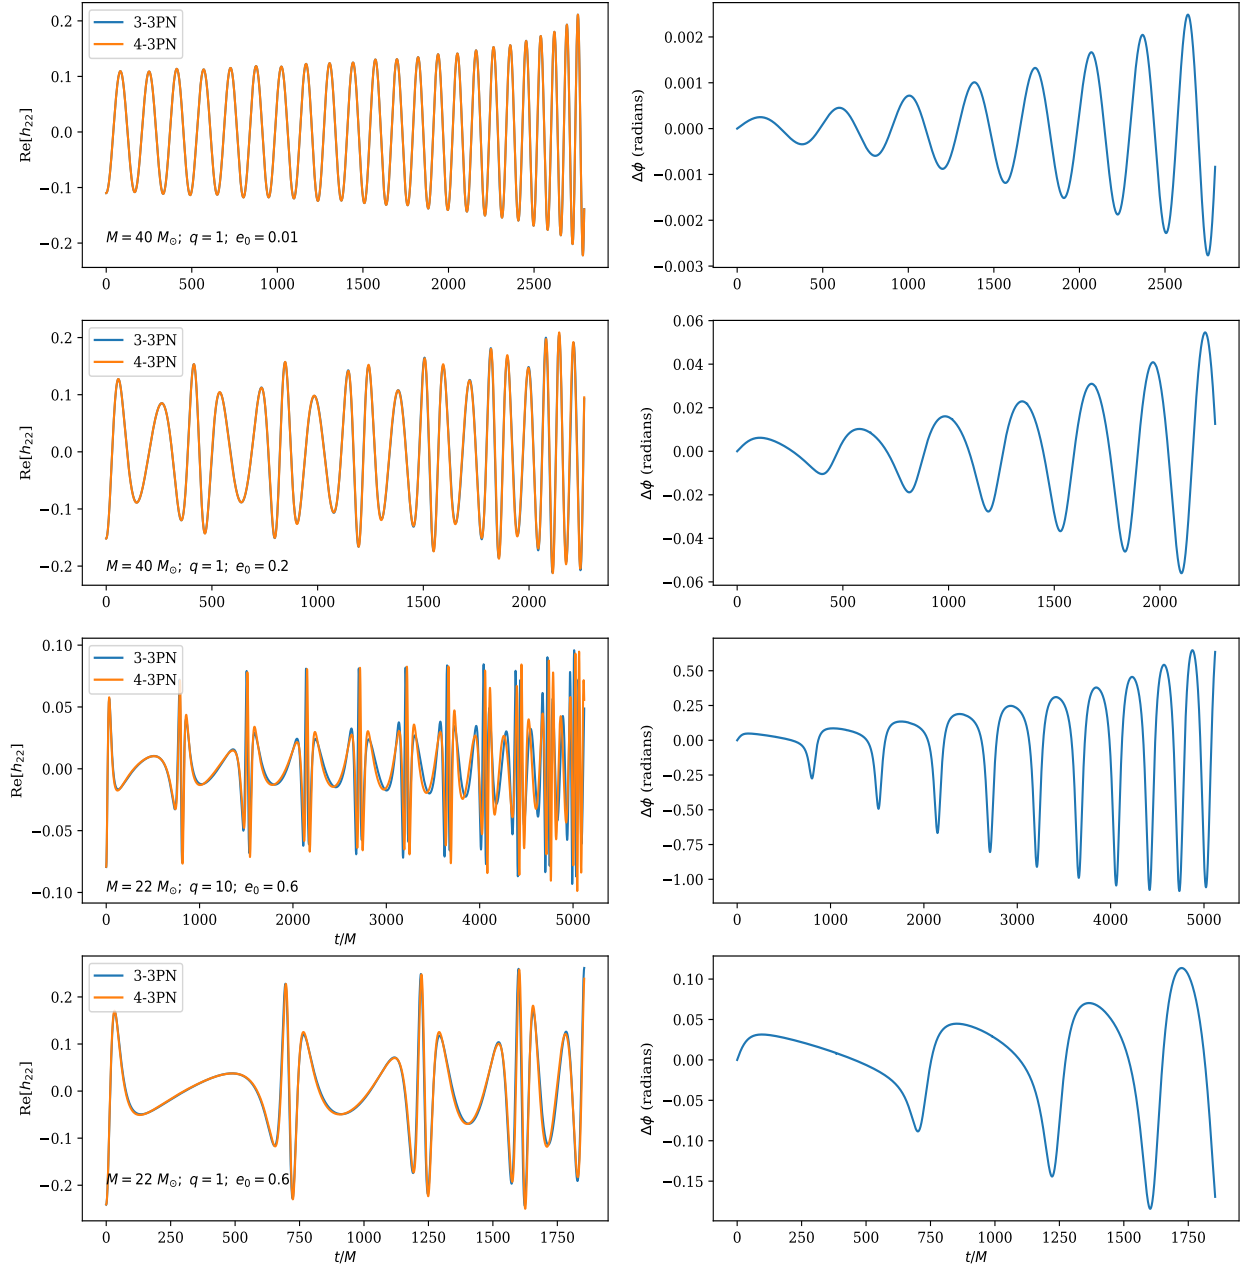 3-3PN
4-3PN
Re[h22]
0.2
0.1
0.0
−0.1
−0.2
M = 40 M⊙; q = 1; e0 = 0.01
0 500 1000 1500 2000 2500
Δϕ (radians)
0.002
0.001
0.000
−0.001
−0.002
−0.003
0 500 1000 1500 2000 2500
3-3PN
4-3PN
Re[h22]
0.2
0.1
0.0
−0.1
−0.2
M = 40 M⊙; q = 1; e0 = 0.2
0 500 1000 1500 2000
Δϕ (radians)
0.06
0.04
0.02
0.00
−0.02
−0.04
−0.06
0 500 1000 1500 2000
3-3PN
4-3PN
Re[h22]
0.10
0.05
0.00
−0.05
−0.10
M = 22 M⊙; q = 10; e0 = 0.6
0 1000 2000 3000 4000 5000
t/M
Δϕ (radians)
0.50
0.25
0.00
−0.25
−0.50
−0.75
−1.00
0 1000 2000 3000 4000 5000
3-3PN
4-3PN
Re[h22]
0.2
0.1
0.0
−0.1
−0.2
M = 22 M⊙; q = 1; e0 = 0.6
0 250 500 750 1000 1250 1500 1750
t/M
Δϕ (radians)
0.10
0.05
0.00
−0.05
−0.10
−0.15
0 250 500 750 1000 1250 1500 1750
t/M